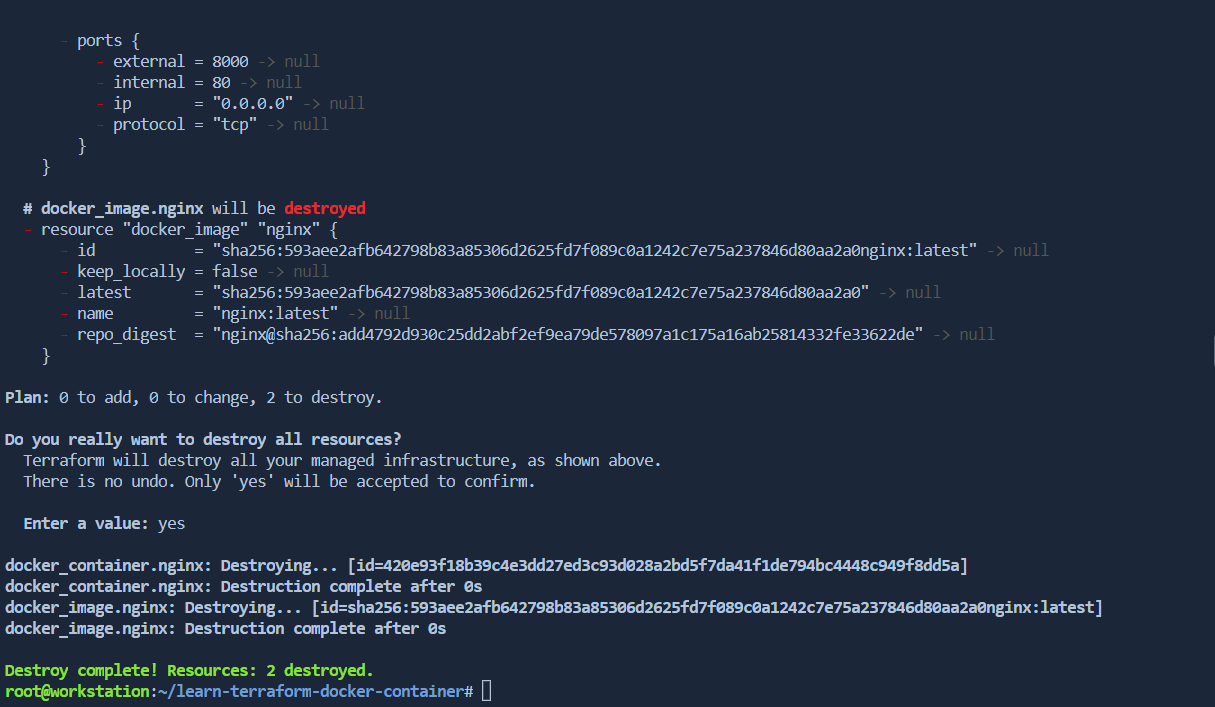 - ports {
          - external = 8000 -> null
          - internal = 80 -> null
          - ip       = "0.0.0.0" -> null
          - protocol = "tcp" -> null
        }
    }

  # docker_image.nginx will be destroyed
  - resource "docker_image" "nginx" {
      - id           = "sha256:593aee2afb642798b83a85306d2625fd7f089c0a1242c7e75a237846d80aa2a0nginx:latest" -> null
      - keep_locally = false -> null
      - latest       = "sha256:593aee2afb642798b83a85306d2625fd7f089c0a1242c7e75a237846d80aa2a0" -> null
      - name         = "nginx:latest" -> null
      - repo_digest  = "nginx@sha256:add4792d930c25dd2abf2ef9ea79de578097a1c175a16ab25814332fe33622de" -> null
    }

Plan: 0 to add, 0 to change, 2 to destroy.

Do you really want to destroy all resources?
  Terraform will destroy all your managed infrastructure, as shown above.
  There is no undo. Only 'yes' will be accepted to confirm.

  Enter a value: yes

docker_container.nginx: Destroying... [id=420e93f18b39c4e3dd27ed3c93d028a2bd5f7da41f1de794bc4448c949f8dd5a]
docker_container.nginx: Destruction complete after 0s
docker_image.nginx: Destroying... [id=sha256:593aee2afb642798b83a85306d2625fd7f089c0a1242c7e75a237846d80aa2a0nginx:latest]
docker_image.nginx: Destruction complete after 0s

Destroy complete! Resources: 2 destroyed.
root@workstation:~/learn-terraform-docker-container#